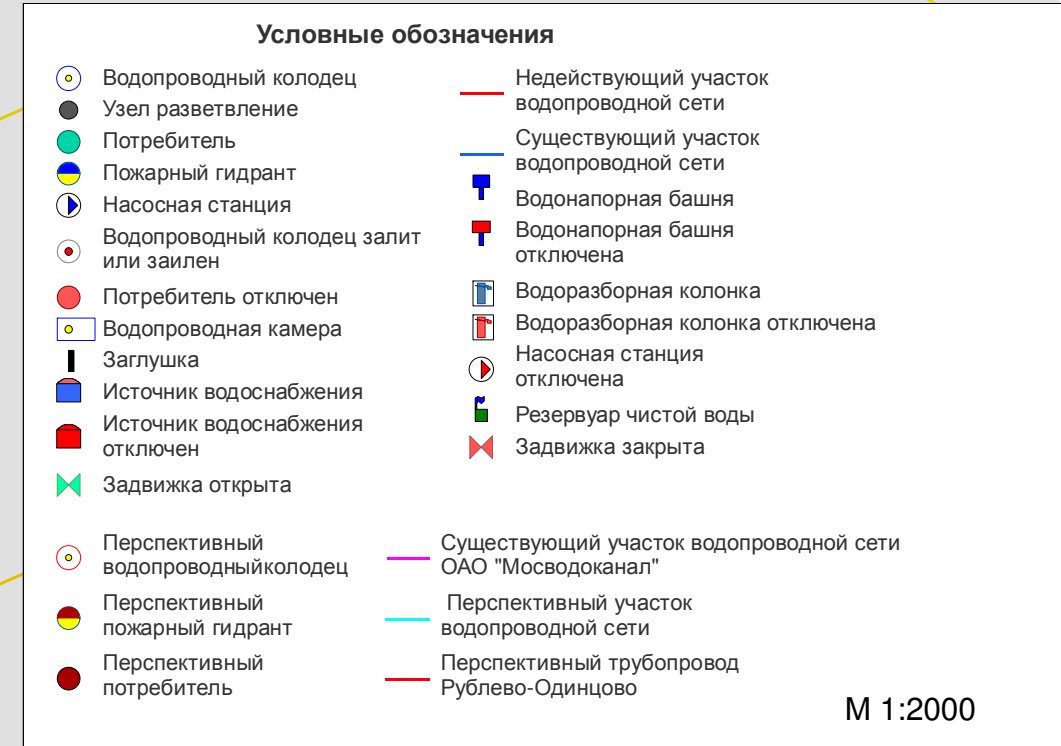 Условные обозначения
Водопроводный колодец
Узел разветвление
Потребитель
Пожарный гидрант
Насосная станция
Водопроводный колодец залит
или заилен
Потребитель отключен
Водопроводная камера
Заглушка
Источник водоснабжения
Источник водоснабжения
отключен
Задвижка открыта
Недействующий участок
водопроводной сети
Существующий участок
водопроводной сети
Водонапорная башня
Водонапорная башня
отключена
Водоразборная колонка
Водоразборная колонка отключена
Насосная станция
отключена
Резервуар чистой воды
Задвижка закрыта
Перспективный
водопроводныйколодец
Перспективный
пожарный гидрант
Перспективный
потребитель
Существующий участок водопроводной сети
ОАО "Мосводоканал"
Перспективный участок
водопроводной сети
Перспективный трубопровод
Рублево-Одинцово
М 1:2000